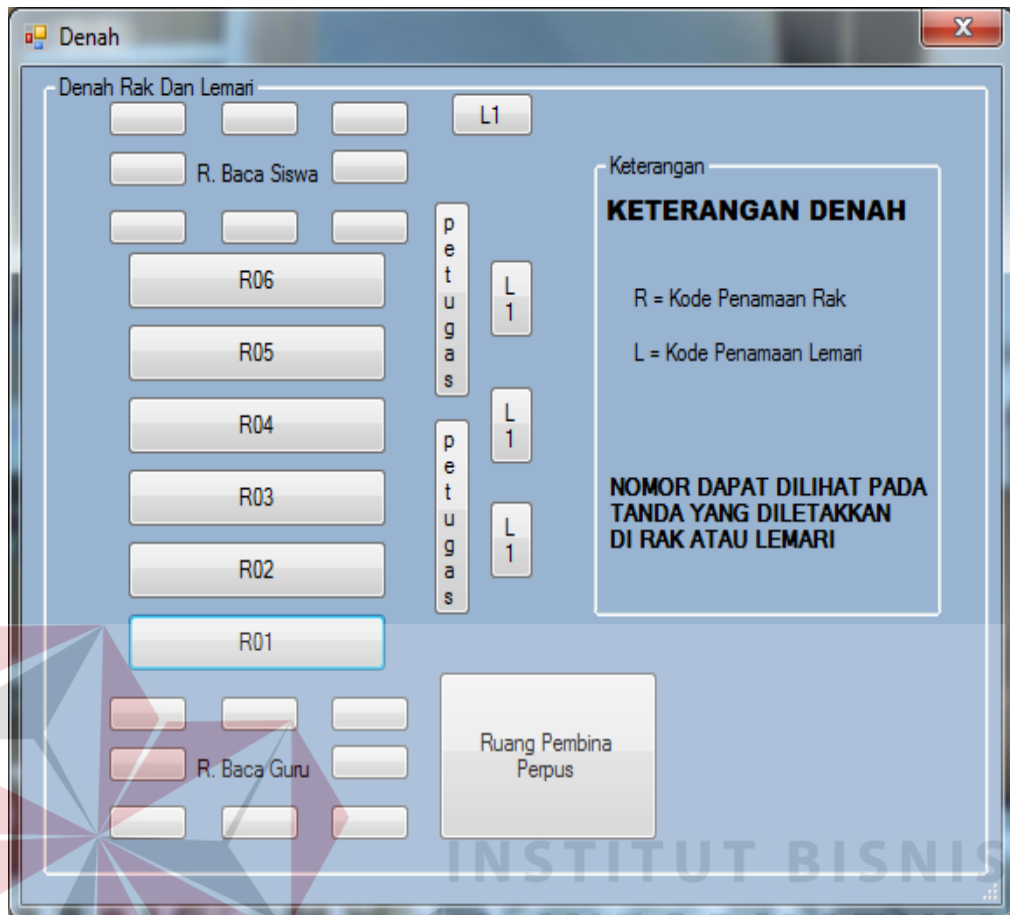 Denah
Denah Rak Dan Lemari
L1
R. Baca Siswa
petugas
R06
L
1
R05
R04
L
1
petugas
R03
L
1
R02
R01
Ruang Pembina
Perpus
R. Baca Guru
Keterangan
KETERANGAN DENAH
R = Kode Penamaan Rak
L = Kode Penamaan Lemari
NOMOR DAPAT DILIHAT PADA
TANDA YANG DILETAKKAN
DI RAK ATAU LEMARI
INSTITUT BISNIS